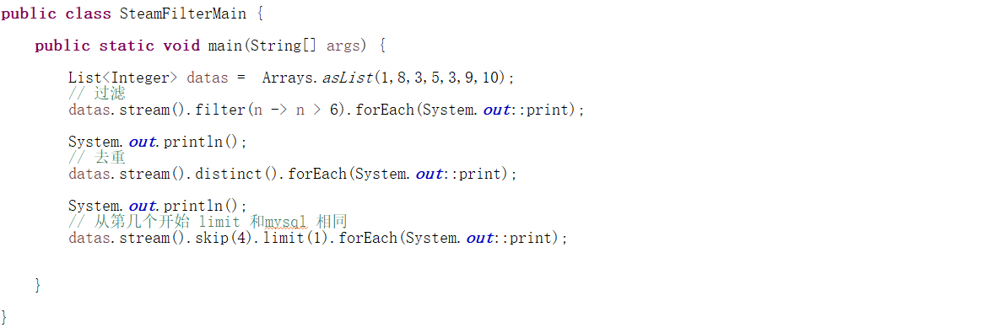 public class SteamFilterMain {
public static void main(String[] args) {
List<Integer> datas =  Arrays.asList(1,8,3,5,3,9,10);
// 过滤
datas.stream().filter(n -> n > 6).forEach(System.out::print);
System.out.println();
// 去重
datas.stream().distinct().forEach(System.out::print);
System.out.println();
// 从第几个开始 limit 和mysql 相同
datas.stream().skip(4).limit(1).forEach(System.out::print);
}
}